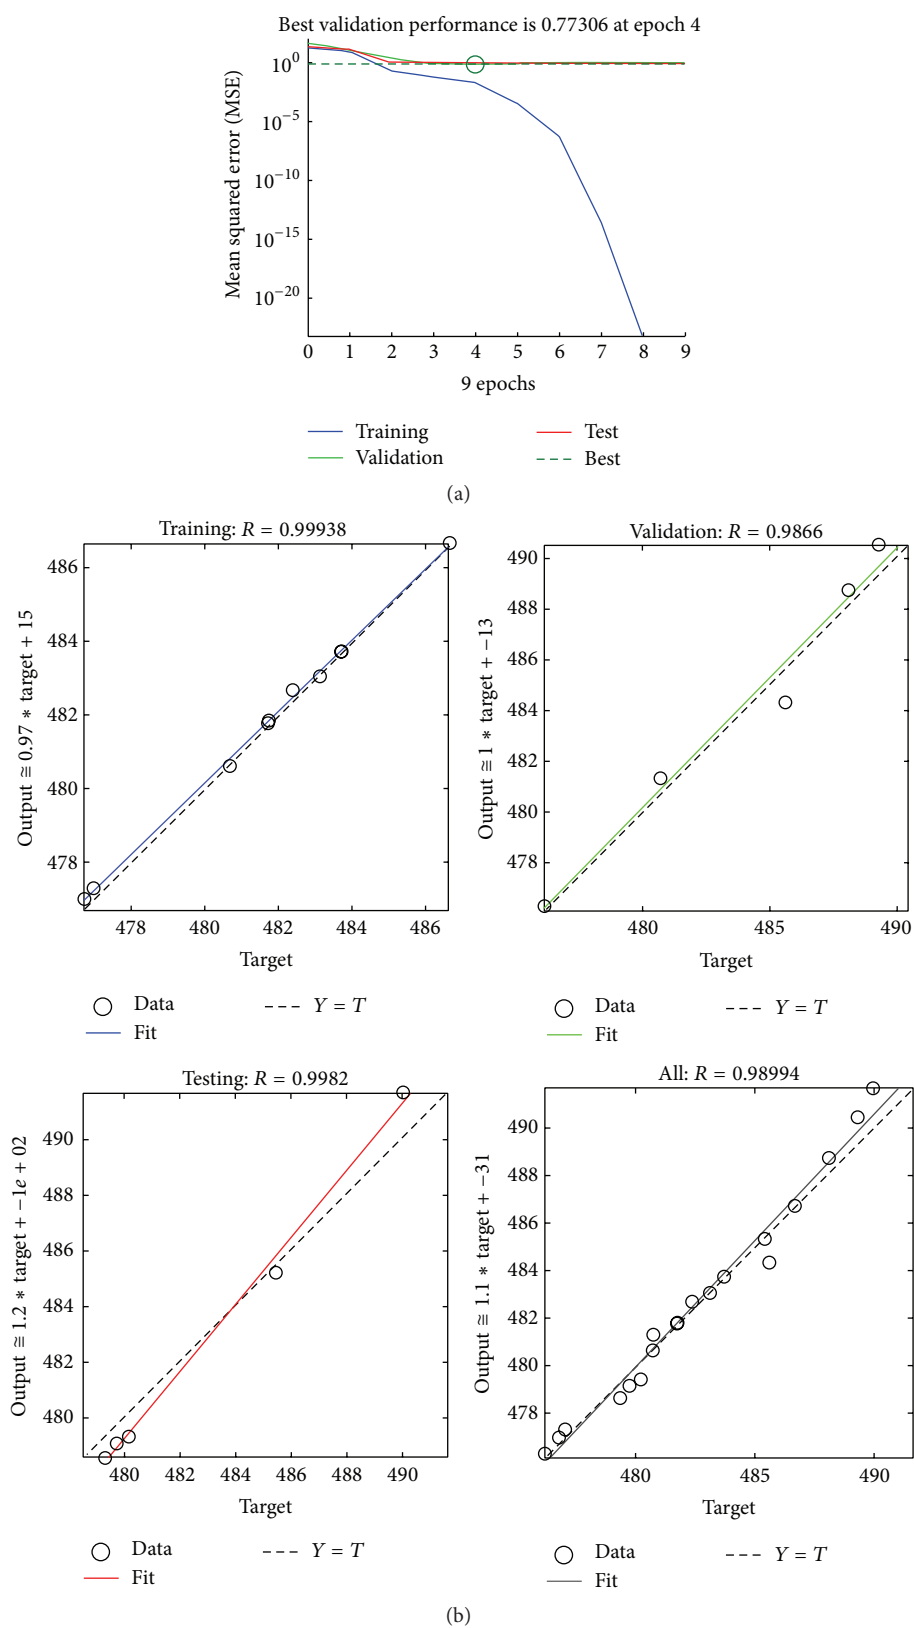 Best validation performance is 0.77306 at epoch 4
Mean squared error (MSE)
10⁰
10⁻⁵
10⁻¹⁰
10⁻¹⁵
10⁻²⁰
0 1 2 3 4 5 6 7 8 9
9 epochs
Training
Test
Validation
Best
(a)
Training: R = 0.99938
Output ≅ 0.97 ∗ target + 15
486
484
482
480
478
478 480 482 484 486
Target
Data
Y = T
Fit
Validation: R = 0.9866
Output ≅ 1 ∗ target + −13
490
488
486
484
482
480
478
480 485 490
Target
Data
Y = T
Fit
Testing: R = 0.9982
Output ≅ 1.2 ∗ target + −1e + 02
490
488
486
484
482
480
480 482 484 486 488 490
Target
Data
Y = T
Fit
All: R = 0.98994
Output ≅ 1.1 ∗ target + −31
490
488
486
484
482
480
478
480 485 490
Target
Data
Y = T
Fit
(b)